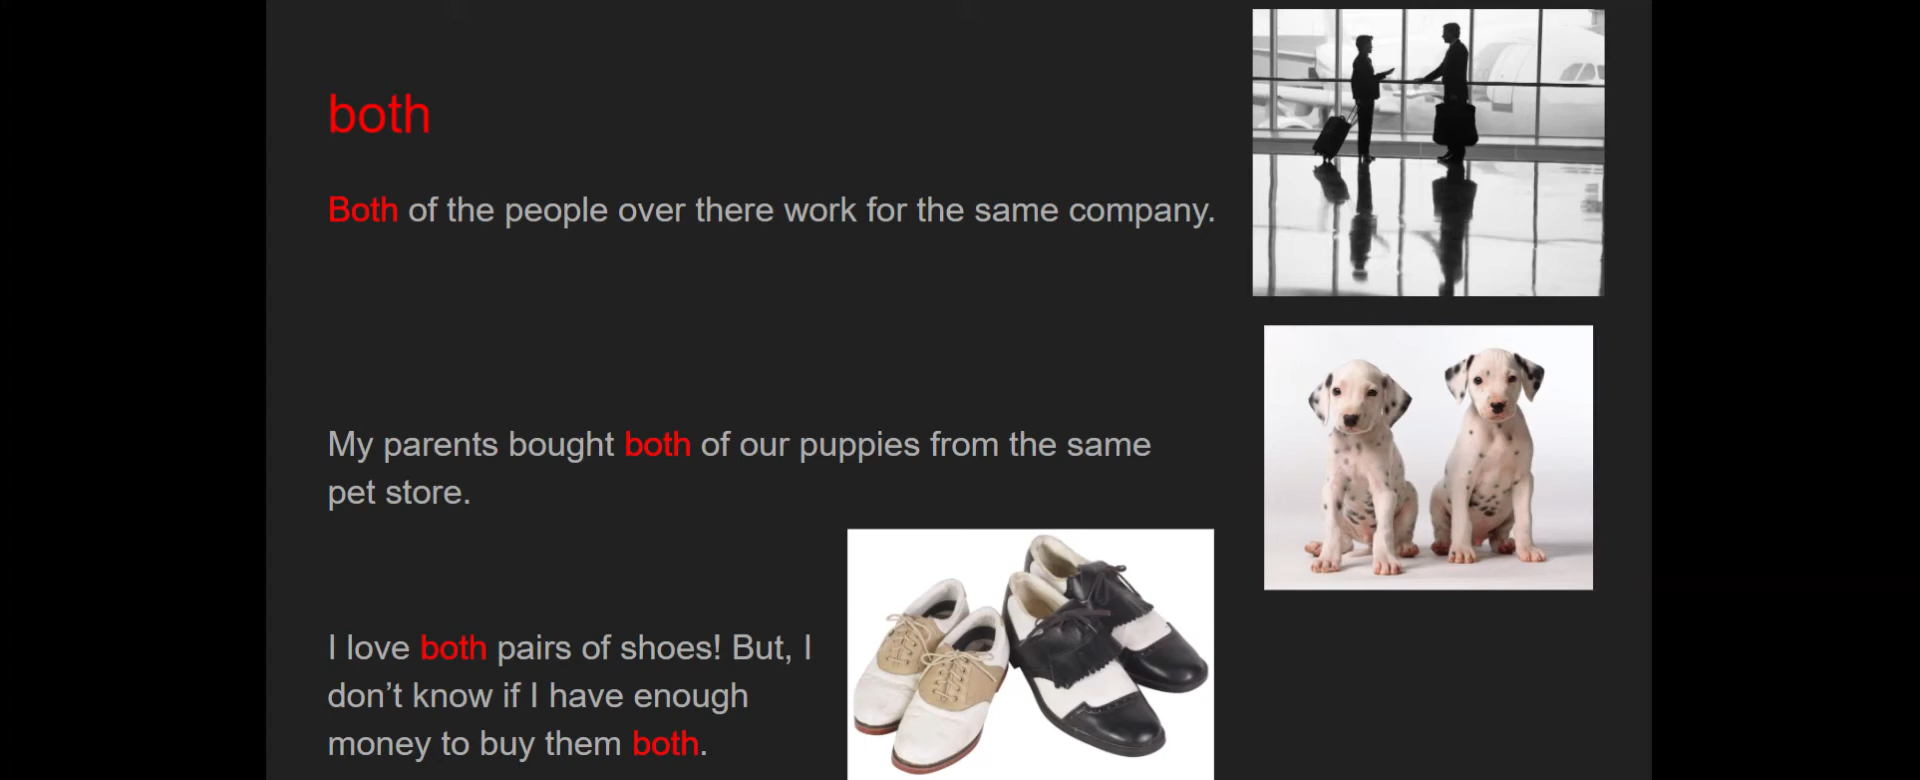 both
Both of the people over there work for the same company.
My parents bought both of our puppies from the same
pet store.
I love both pairs of shoes! But, I
don’t know if I have enough
money to buy them both.